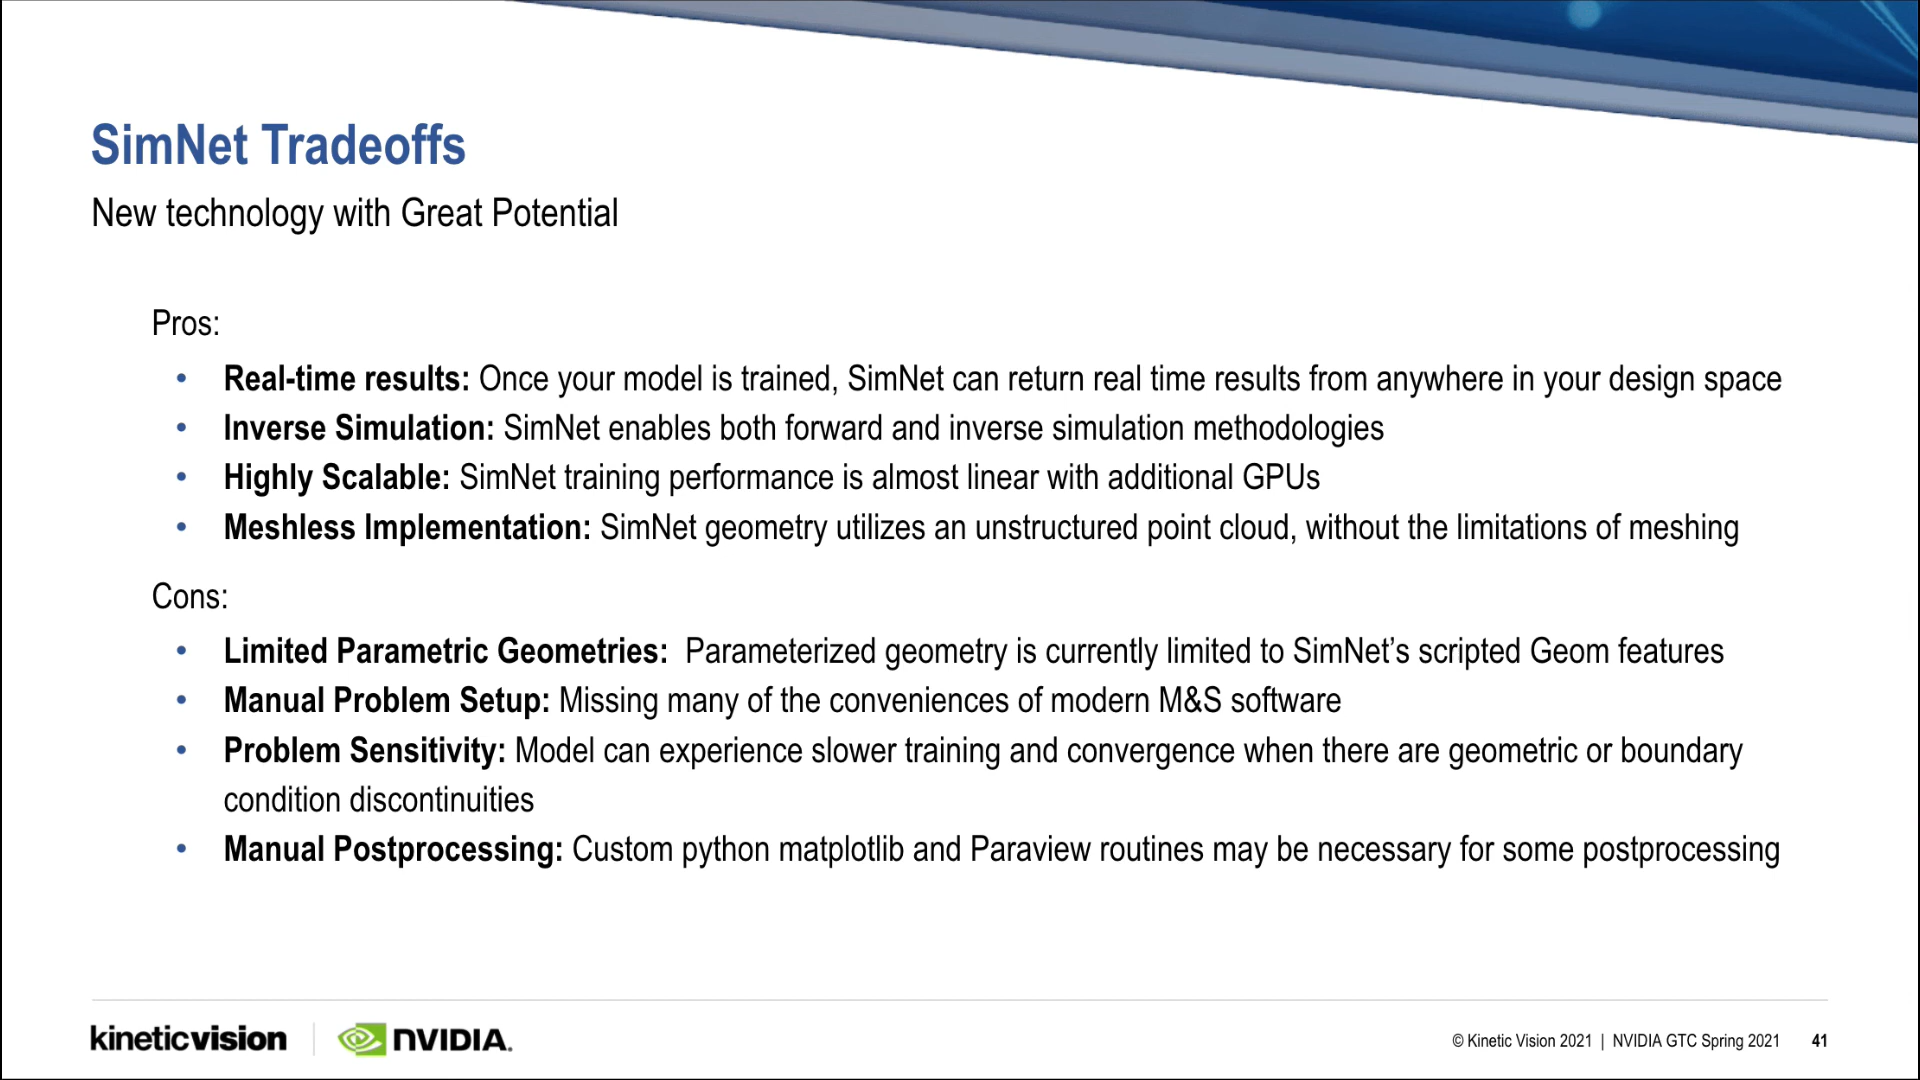 SimNet Tradeoffs
New technology with Great Potential
Pros:
• Real-time results: Once your model is trained, SimNet can return real time results from anywhere in your design space
• Inverse Simulation: SimNet enables both forward and inverse simulation methodologies
• Highly Scalable: SimNet training performance is almost linear with additional GPUs
• Meshless Implementation: SimNet geometry utilizes an unstructured point cloud, without the limitations of meshing
Cons:
• Limited Parametric Geometries:  Parameterized geometry is currently limited to SimNet’s scripted Geom features
• Manual Problem Setup: Missing many of the conveniences of modern M&S software
• Problem Sensitivity: Model can experience slower training and convergence when there are geometric or boundary
condition discontinuities
• Manual Postprocessing: Custom python matplotlib and Paraview routines may be necessary for some postprocessing
kineticvision | NVIDIA.
© Kinetic Vision 2021 | NVIDIA GTC Spring 2021 41